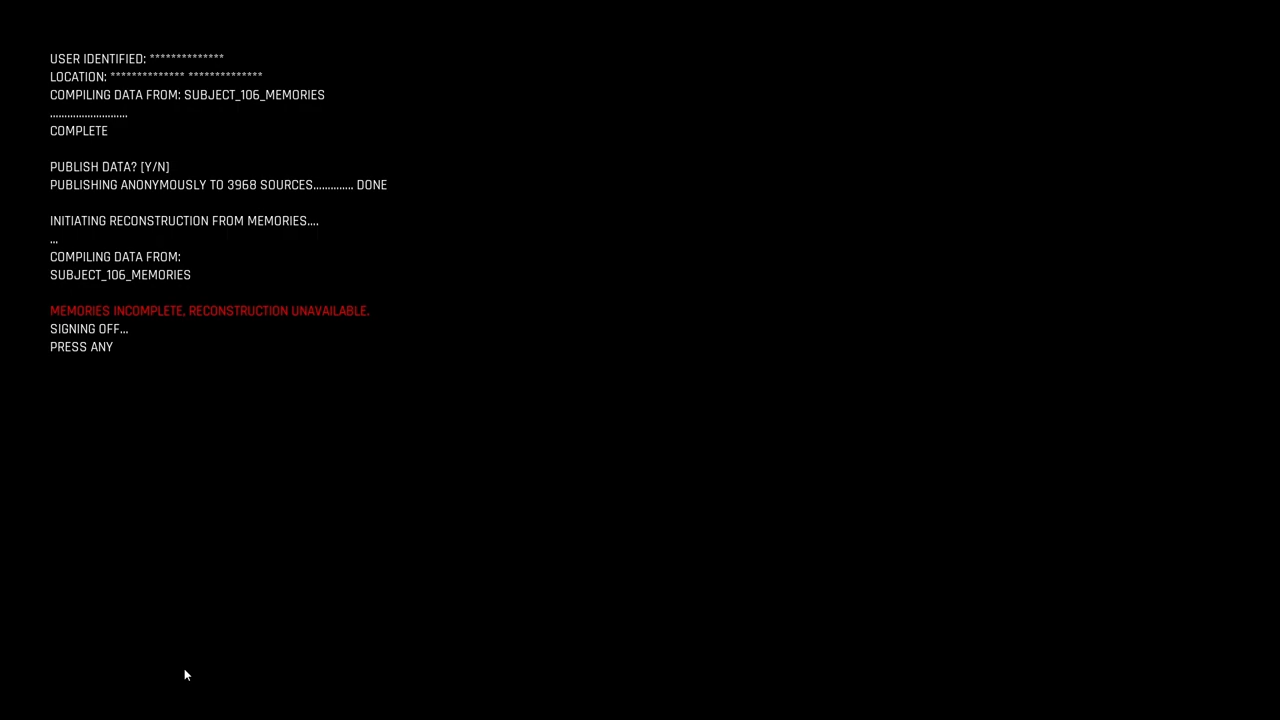 USER IDENTIFIED: **************
LOCATION: ************** **************
COMPILING DATA FROM: SUBJECT_106_MEMORIES
...........................
COMPLETE
PUBLISH DATA? [Y/N]
PUBLISHING ANONYMOUSLY TO 3968 SOURCES.............. DONE
INITIATING RECONSTRUCTION FROM MEMORIES....
...
COMPILING DATA FROM:
SUBJECT_106_MEMORIES
MEMORIES INCOMPLETE, RECONSTRUCTION UNAVAILABLE.
SIGNING OFF...
PRESS ANY